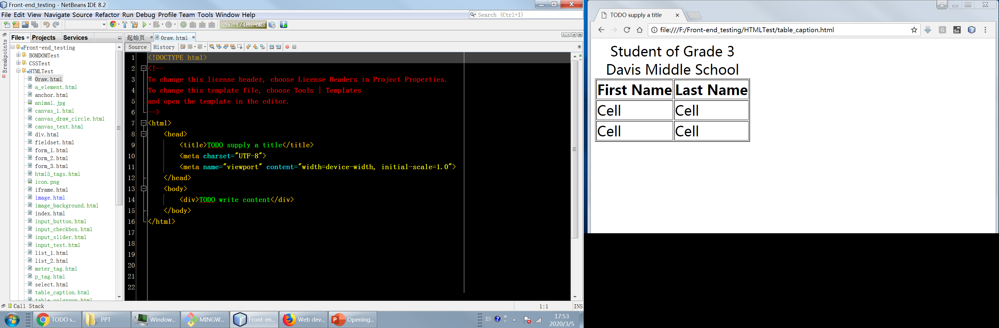 Front-end_testing - NetBeans IDE 8.2
File Edit View Navigate Source Refactor Run Debug Profile Team Tools Window Help
Search (Ctrl+I)
286.1/486.0MB
Breakpoints
Files Projects Services
Front-end_testing
BOMDOMTest
CSSTest
HTMLTest
0raw.html
a_element.html
anchor.html
animal.jpg
canvas_1.html
canvas_draw_circle.html
canvas_text.html
div.html
fieldset.html
form_1.html
form_2.html
form_3.html
html5_tags.html
icon.png
iframe.html
image.html
image_background.html
index.html
input_button.html
input_checkbox.html
input_slider.html
input_text.html
list_1.html
list_2.html
meter_tag.html
p_tag.html
select.html
table_caption.html
table_colgroup.html
起始页 0raw.html
Source History
1 <!DOCTYPE html>
2 <!--
3 To change this license header, choose License Headers in Project Properties.
4 To change this template file, choose Tools | Templates
5 and open the template in the editor.
6 -->
7 <html>
8 <head>
9 <title>TODO supply a title</title>
10 <meta charset="UTF-8">
11 <meta name="viewport" content="width=device-width, initial-scale=1.0">
12 </head>
13 <body>
14 <div>TODO write content</div>
15 </body>
16 </html>
17
18
19
20
21
22
Call Stack
1:1 INS
TODO s... PPT Window... MINGW... Front-en... Web dev... Opening...
EN
17:53
2020/3/5
TODO supply a title
file:///F:/Front-end_testing/HTMLTest/table_caption.html
G
Se
Student of Grade 3
Davis Middle School
First Name Last Name
Cell Cell
Cell Cell